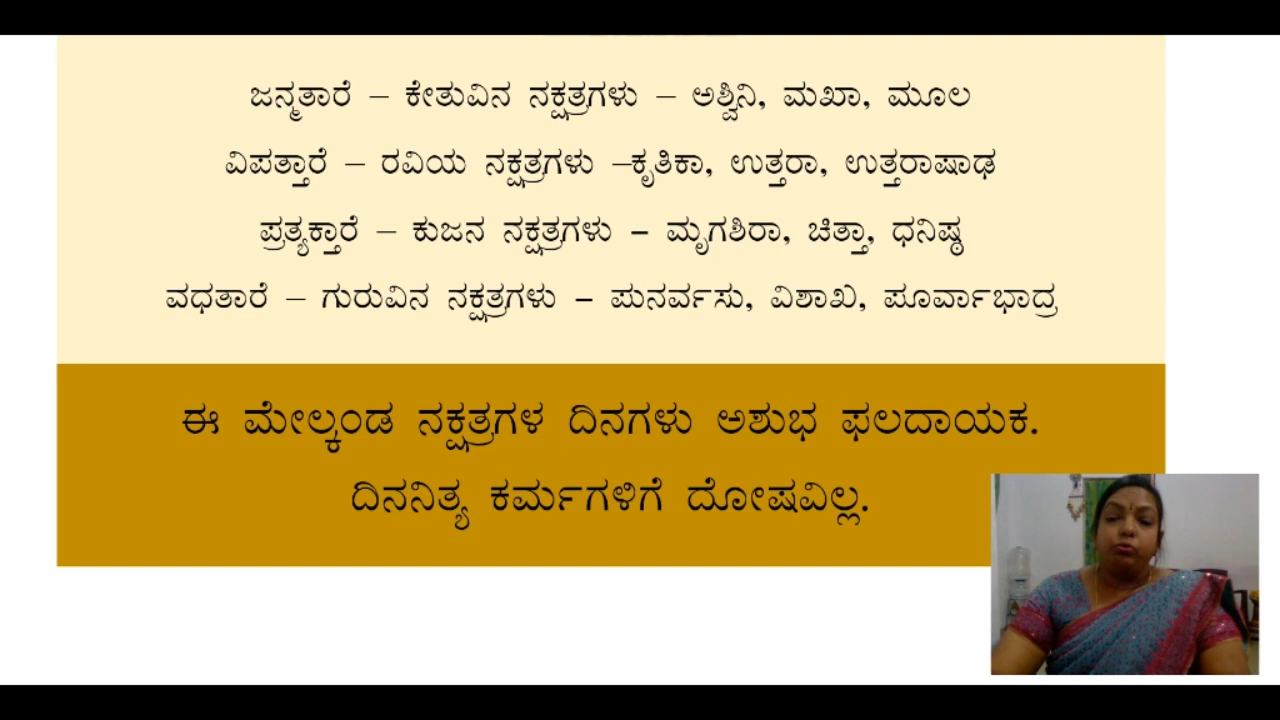 ಜನ್ಮತಾರೆ – ಕೇತುವಿನ ನಕ್ಷತ್ರಗಳು – ಅಶ್ವಿನಿ, ಮಖಾ, ಮೂಲ
ವಿಪತ್ತಾರೆ – ರವಿಯ ನಕ್ಷತ್ರಗಳು –ಕೃತಿಕಾ, ಉತ್ತರಾ, ಉತ್ತರಾಷಾಢ
ಪ್ರತ್ಯಕ್ತಾರೆ – ಕುಜನ ನಕ್ಷತ್ರಗಳು – ಮೃಗಶಿರಾ, ಚಿತ್ತಾ, ಧನಿಷ್ಠ
ವಧತಾರೆ – ಗುರುವಿನ ನಕ್ಷತ್ರಗಳು – ಪುನರ್ವಸು, ವಿಶಾಖ, ಪೂರ್ವಾಭಾದ್ರ
ಈ ಮೇಲ್ಕಂಡ ನಕ್ಷತ್ರಗಳ ದಿನಗಳು ಅಶುಭ ಫಲದಾಯಕ.
ದಿನನಿತ್ಯ ಕರ್ಮಗಳಿಗೆ ದೋಷವಿಲ್ಲ.